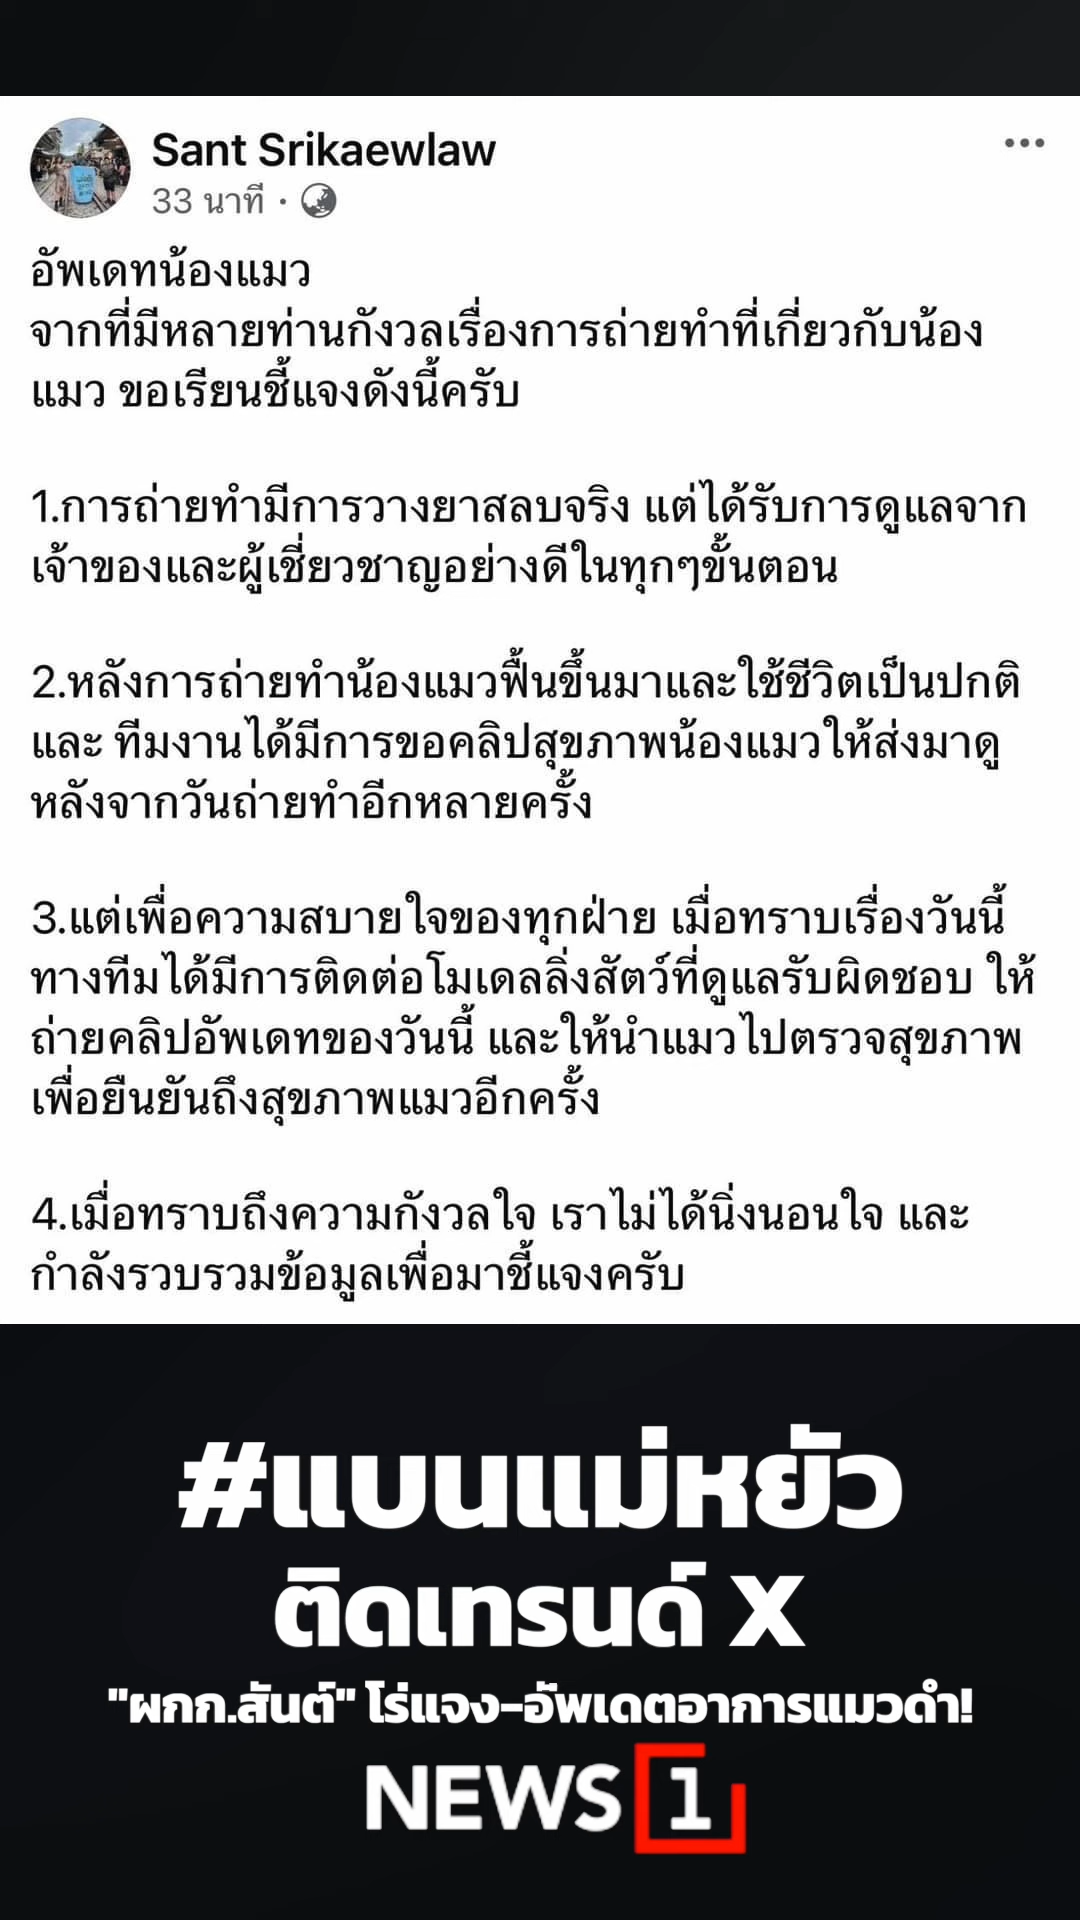 Sant Srikaewlaw
33 นาที ·
อัพเดทน้องแมว
จากที่มีหลายท่านกังวลเรื่องการถ่ายทำที่เกี่ยวกับน้อง
แมว ขอเรียนชี้แจงดังนี้ครับ
1.การถ่ายทำมีการวางยาสลบจริง แต่ได้รับการดูแลจาก
เจ้าของและผู้เชี่ยวชาญอย่างดีในทุกๆขั้นตอน
2.หลังการถ่ายทำน้องแมวฟื้นขึ้นมาและใช้ชีวิตเป็นปกติ
และ ทีมงานได้มีการขอคลิปสุขภาพน้องแมวให้ส่งมาดู
หลังจากวันถ่ายทำอีกหลายครั้ง
3.แต่เพื่อความสบายใจของทุกฝ่าย เมื่อทราบเรื่องวันนี้
ทางทีมได้มีการติดต่อโมเดลลิ่งสัตว์ที่ดูแลรับผิดชอบ ให้
ถ่ายคลิปอัพเดทของวันนี้ และให้นำแมวไปตรวจสุขภาพ
เพื่อยืนยันถึงสุขภาพแมวอีกครั้ง
4.เมื่อทราบถึงความกังวลใจ เราไม่ได้นิ่งนอนใจ และ
กำลังรวบรวมข้อมูลเพื่อมาชี้แจงครับ
#แบนแม่หยัว
ติดเทรนด์ X
"ผกก.สันต์" โร่แจง-อัพเดตอาการแมวดำ!
NEWS 1